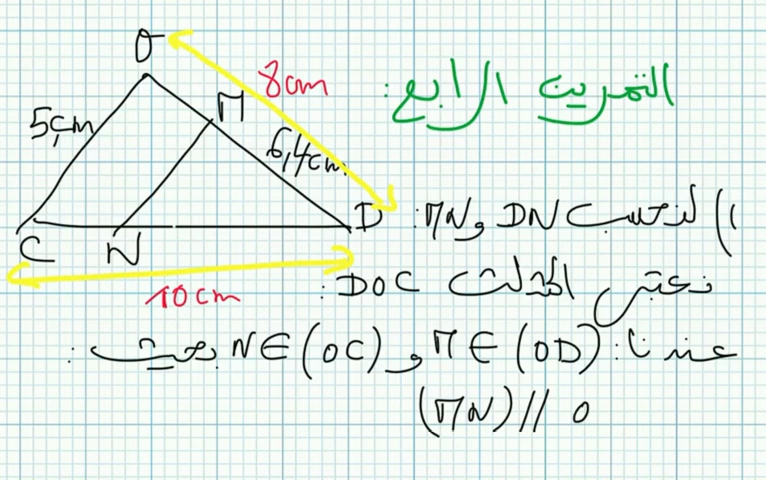 O
8cm
التمرين الرابع:
5cm
M
6,4cm
D
C
N
10cm
1) لنحسب DN و MN:
نعتبر المثلث DOC:
عندنا: M∈(OD) و N∈(OC) بحيث:
(MN) // O